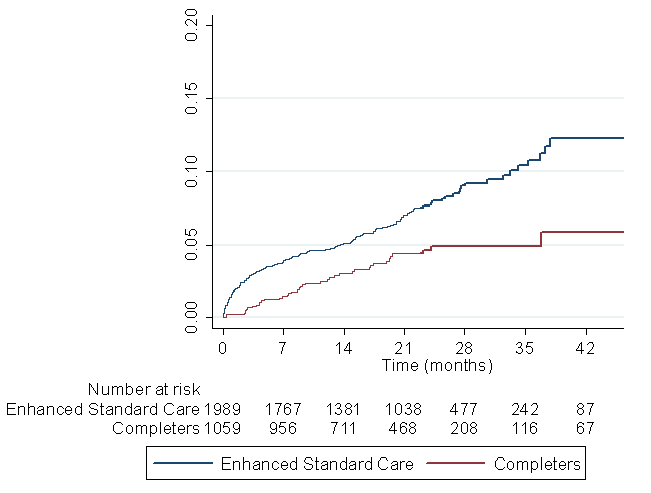 0.20
0.15
0.10
0.05
0.00
0 7 14 21 28 35 42
Time (months)
Number at risk
Enhanced Standard Care 1989 1767 1381 1038 477 242 87
Completers 1059 956 711 468 208 116 67
Enhanced Standard Care Completers